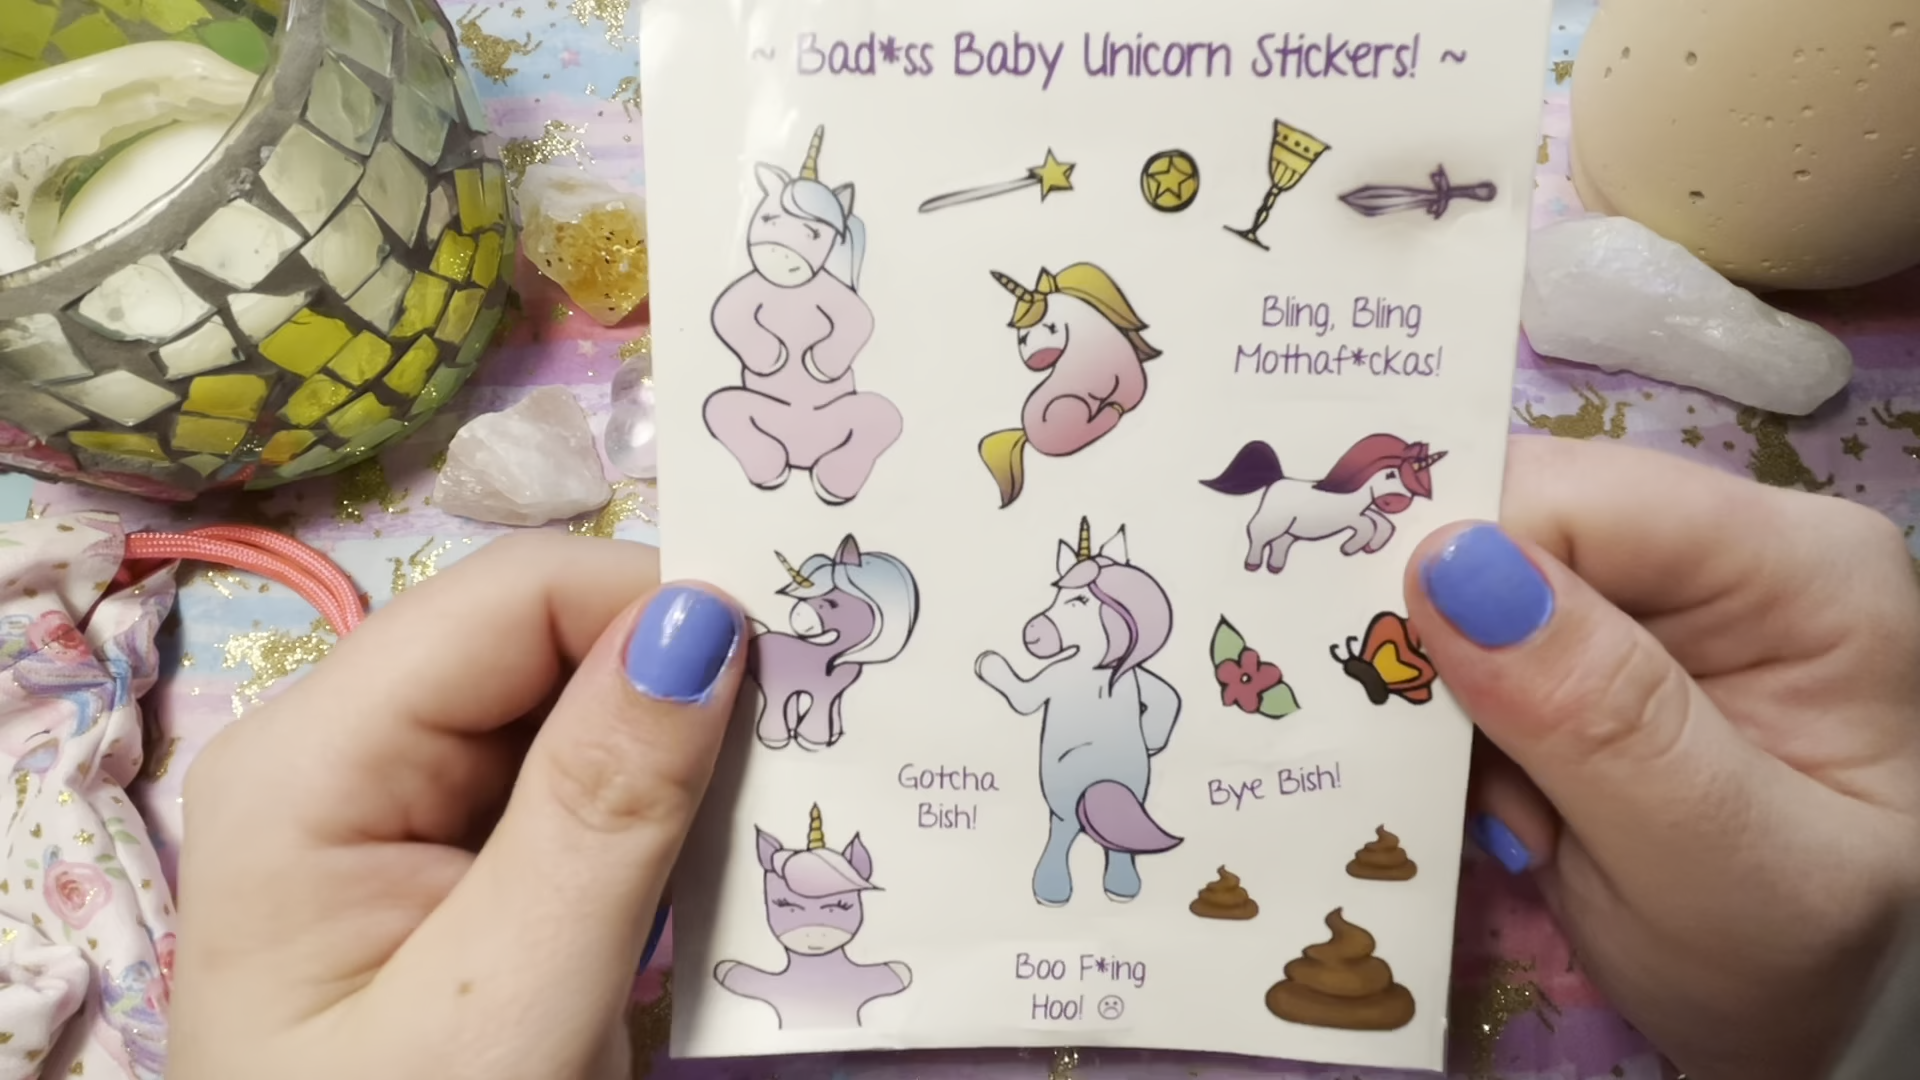 ~ Bad*ss Baby Unicorn Stickers! ~
Bling, Bling
Mothaf*ckas!
Gotcha
Bish!
Bye Bish!
Boo F*ing
Hoo! ☹